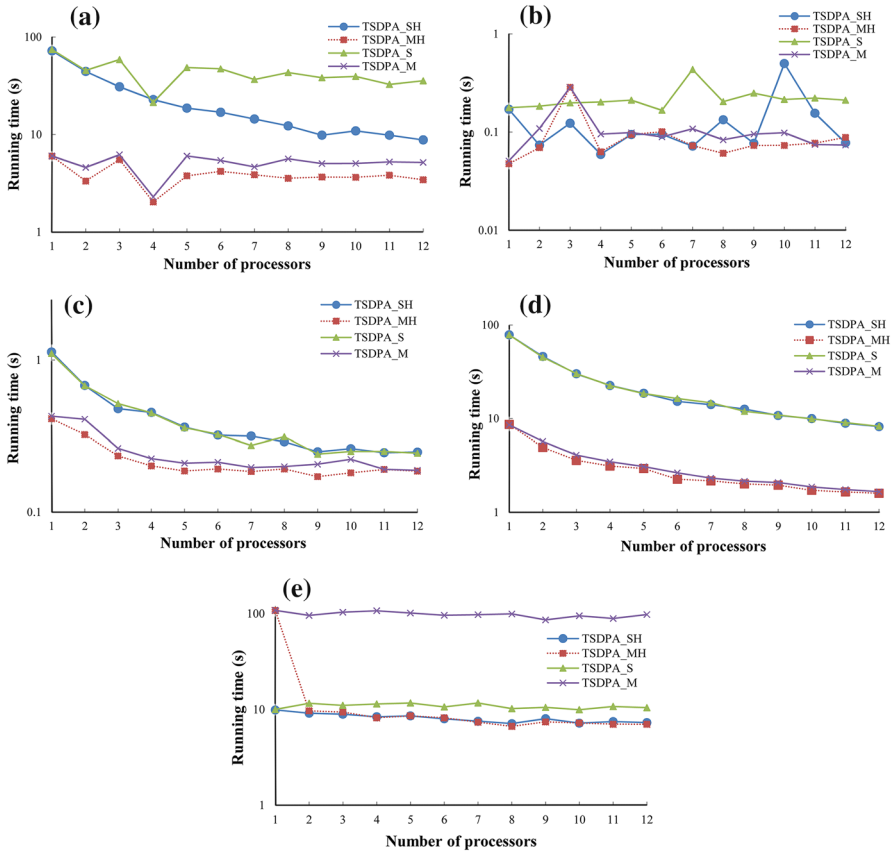 (a)
TSDPA_SH
TSDPA_MH
TSDPA_S
TSDPA_M
Running time (s)
100
10
1
1 2 3 4 5 6 7 8 9 10 11 12
Number of processors
(b)
TSDPA_SH
TSDPA_MH
TSDPA_S
TSDPA_M
Running time (s)
1
0.1
0.01
1 2 3 4 5 6 7 8 9 10 11 12
Number of processors
(c)
TSDPA_SH
TSDPA_MH
TSDPA_S
TSDPA_M
Running time (s)
1
0.1
1 2 3 4 5 6 7 8 9 10 11 12
Number of processors
(d)
TSDPA_SH
TSDPA_MH
TSDPA_S
TSDPA_M
Running time (s)
100
10
1
1 2 3 4 5 6 7 8 9 10 11 12
Number of processors
(e)
TSDPA_SH
TSDPA_MH
TSDPA_S
TSDPA_M
Running time (s)
100
10
1
1 2 3 4 5 6 7 8 9 10 11 12
Number of processors